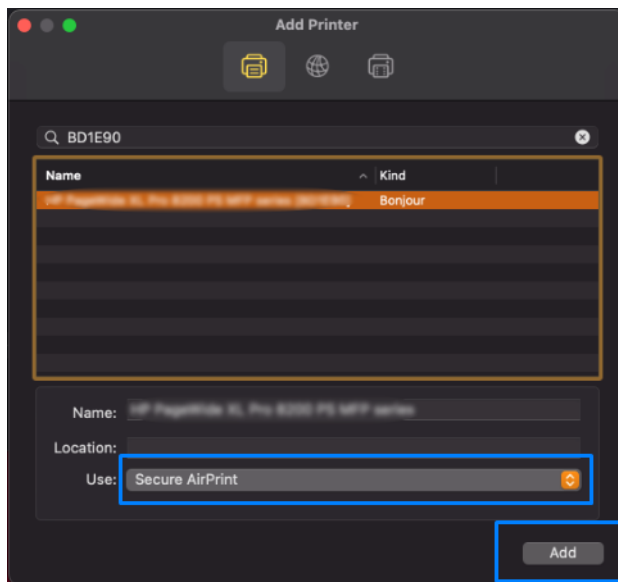 Add Printer
BD1E90
Name Kind
Bonjour
Name:
Location:
Use: Secure AirPrint
Add